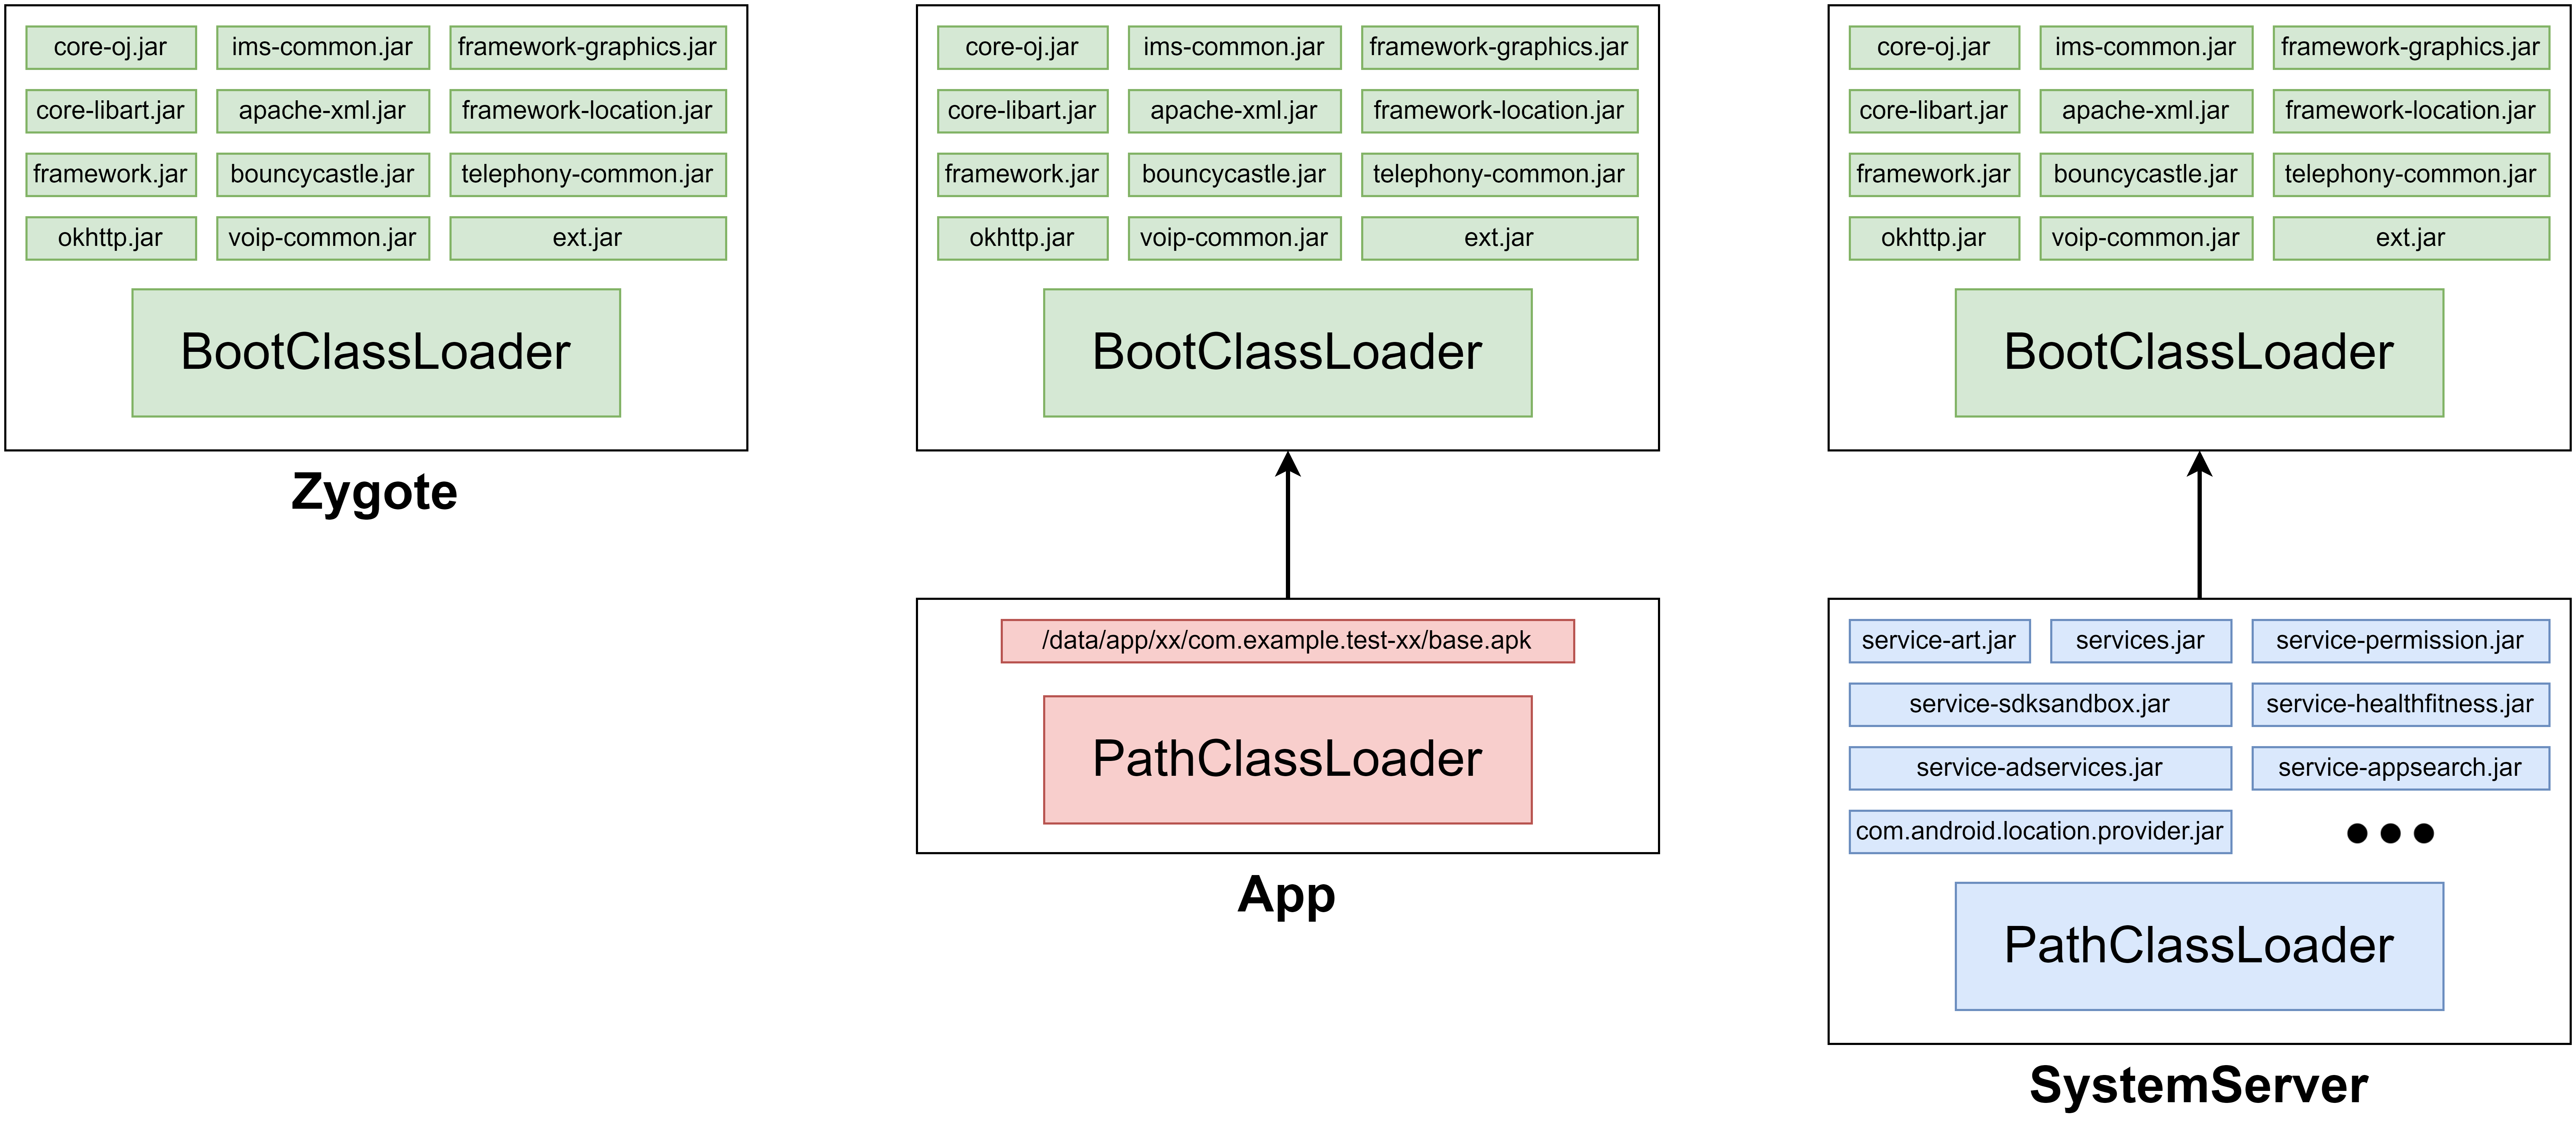 core-oj.jar
ims-common.jar
framework-graphics.jar
core-libart.jar
apache-xml.jar
framework-location.jar
framework.jar
bouncycastle.jar
telephony-common.jar
okhttp.jar
voip-common.jar
ext.jar
BootClassLoader
Zygote
core-oj.jar
ims-common.jar
framework-graphics.jar
core-libart.jar
apache-xml.jar
framework-location.jar
framework.jar
bouncycastle.jar
telephony-common.jar
okhttp.jar
voip-common.jar
ext.jar
BootClassLoader
/data/app/xx/com.example.test-xx/base.apk
PathClassLoader
App
core-oj.jar
ims-common.jar
framework-graphics.jar
core-libart.jar
apache-xml.jar
framework-location.jar
framework.jar
bouncycastle.jar
telephony-common.jar
okhttp.jar
voip-common.jar
ext.jar
BootClassLoader
service-art.jar
services.jar
service-permission.jar
service-sdksandbox.jar
service-healthfitness.jar
service-adservices.jar
service-appsearch.jar
com.android.location.provider.jar
PathClassLoader
SystemServer